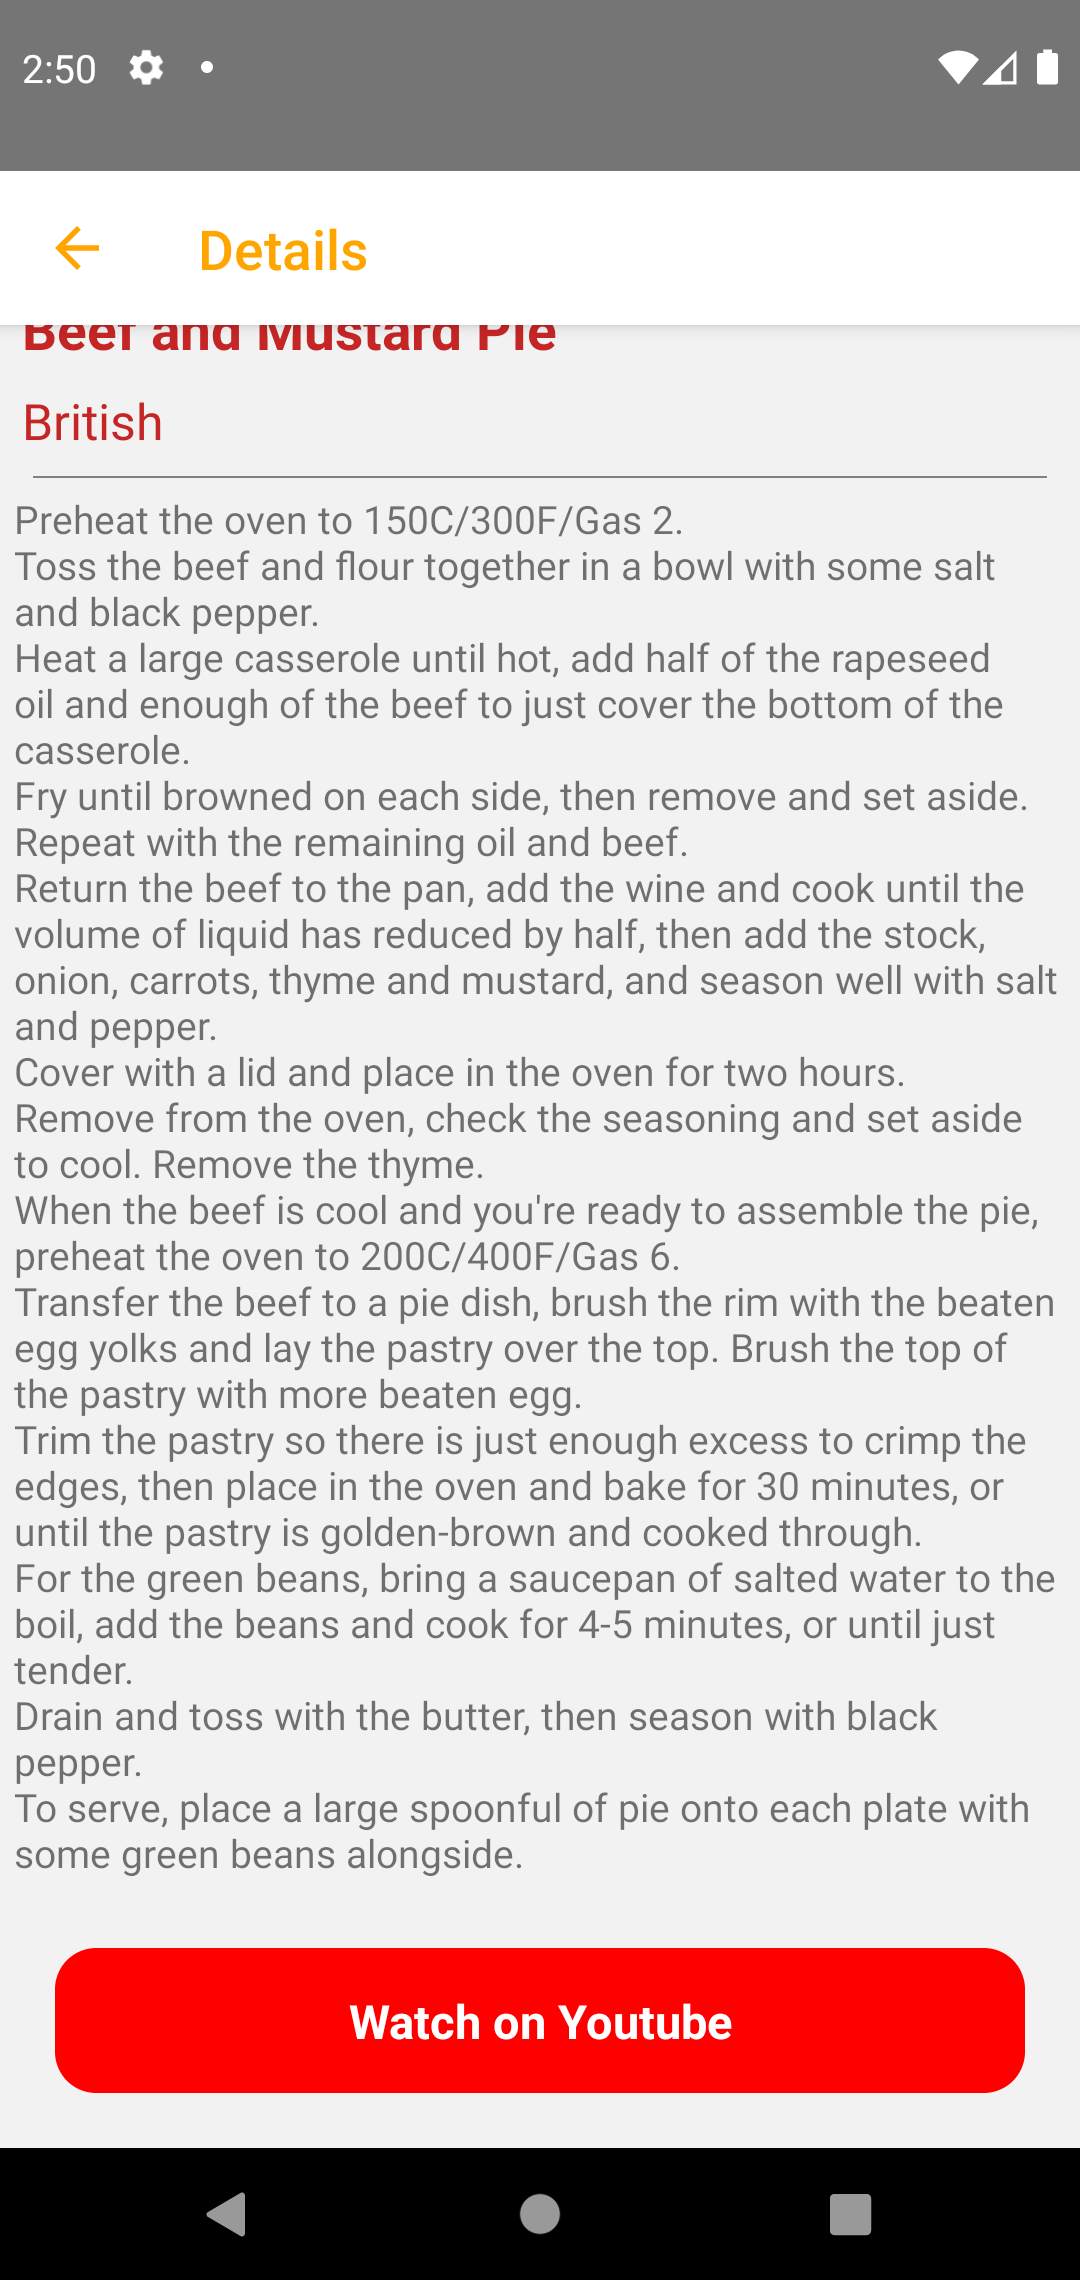 2:50
Details
Beef and Mustard Pie
British
Preheat the oven to 150C/300F/Gas 2.
Toss the beef and flour together in a bowl with some salt
and black pepper.
Heat a large casserole until hot, add half of the rapeseed
oil and enough of the beef to just cover the bottom of the
casserole.
Fry until browned on each side, then remove and set aside.
Repeat with the remaining oil and beef.
Return the beef to the pan, add the wine and cook until the
volume of liquid has reduced by half, then add the stock,
onion, carrots, thyme and mustard, and season well with salt
and pepper.
Cover with a lid and place in the oven for two hours.
Remove from the oven, check the seasoning and set aside
to cool. Remove the thyme.
When the beef is cool and you're ready to assemble the pie,
preheat the oven to 200C/400F/Gas 6.
Transfer the beef to a pie dish, brush the rim with the beaten
egg yolks and lay the pastry over the top. Brush the top of
the pastry with more beaten egg.
Trim the pastry so there is just enough excess to crimp the
edges, then place in the oven and bake for 30 minutes, or
until the pastry is golden-brown and cooked through.
For the green beans, bring a saucepan of salted water to the
boil, add the beans and cook for 4-5 minutes, or until just
tender.
Drain and toss with the butter, then season with black
pepper.
To serve, place a large spoonful of pie onto each plate with
some green beans alongside.
Watch on Youtube